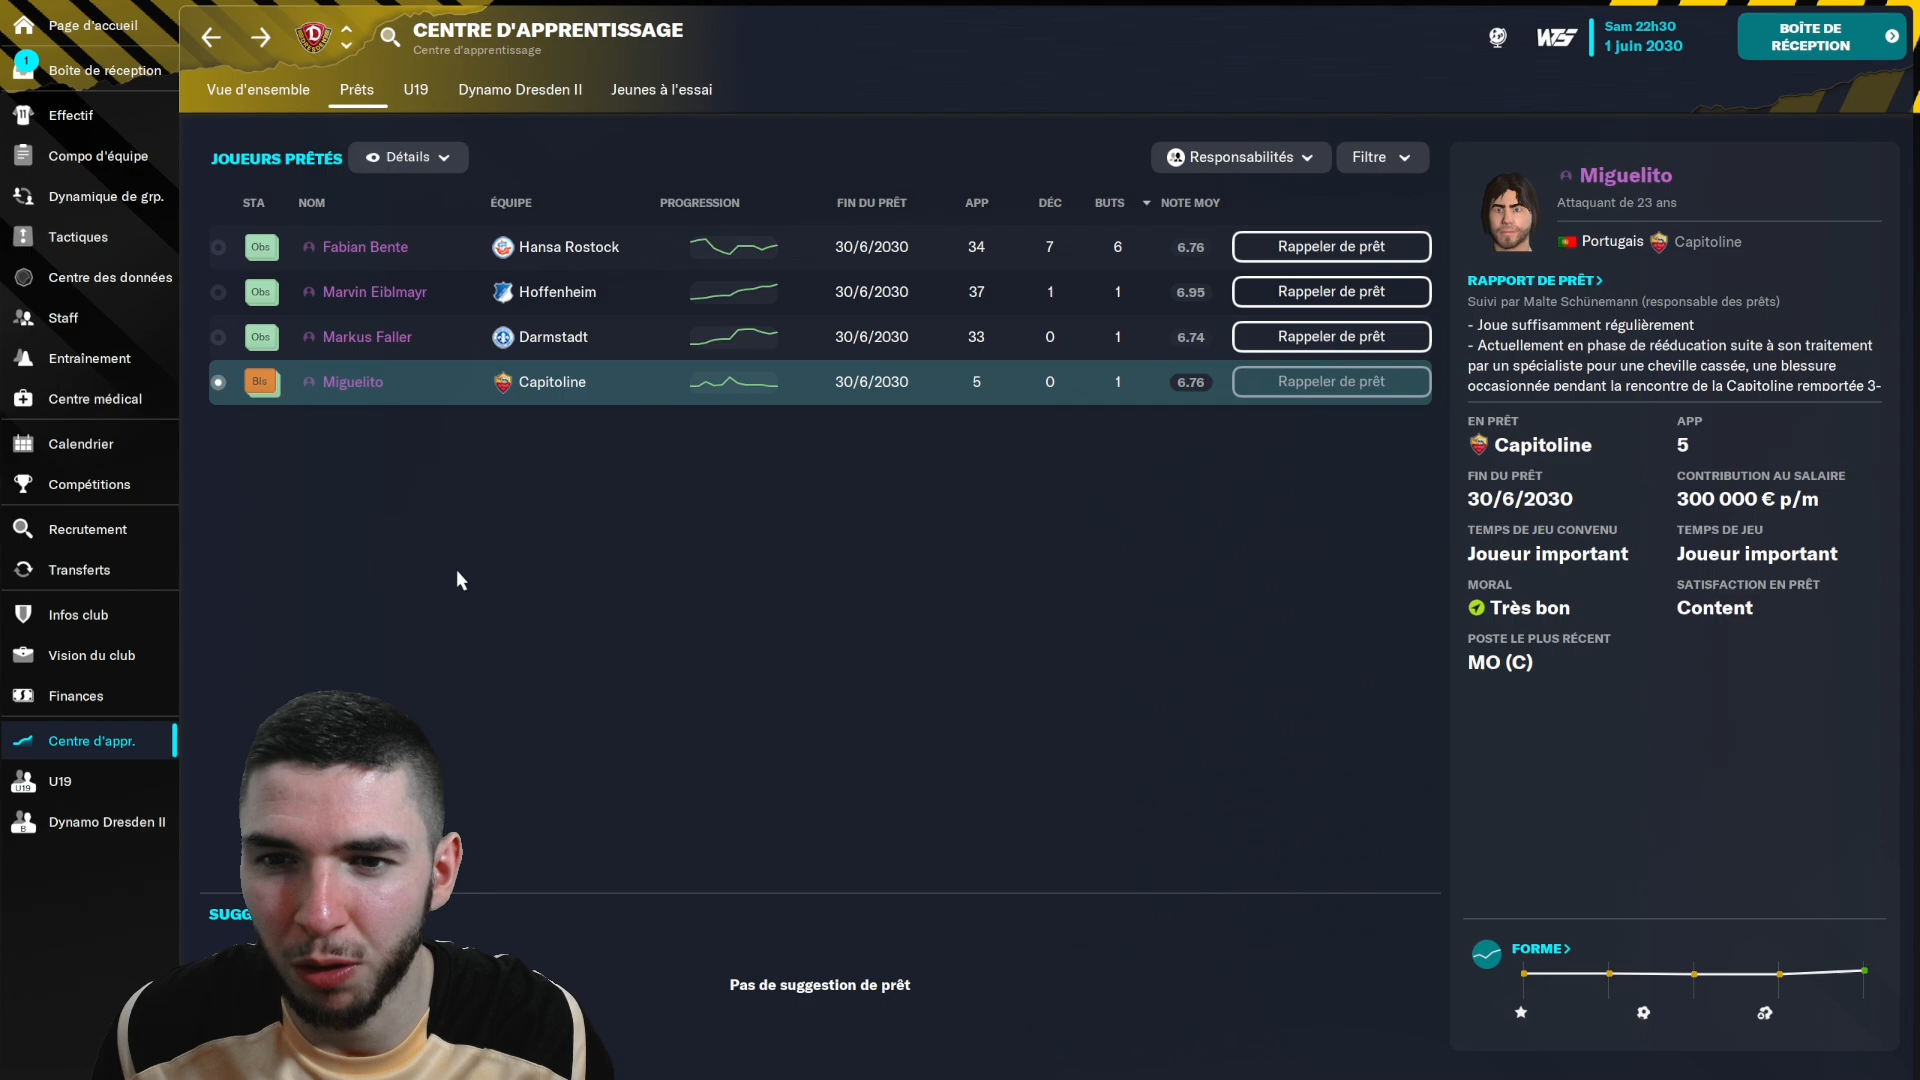 Page d'accueil
1
Boîte de réception
Effectif
Compo d'équipe
Dynamique de grp.
Tactiques
Centre des données
Staff
Entraînement
Centre médical
Calendrier
Compétitions
Recrutement
Transferts
Infos club
Vision du club
Finances
Centre d'appr.
U19
U19
B
Dynamo Dresden II
CENTRE D'APPRENTISSAGE
Centre d'apprentissage
Sam 22h30
1 juin 2030
BOÎTE DE
RÉCEPTION
Vue d'ensemble Prêts U19 Dynamo Dresden II Jeunes à l'essai
JOUEURS PRÊTÉS Détails Responsabilités Filtre
STA NOM ÉQUIPE PROGRESSION FIN DU PRÊT APP DÉC BUTS NOTE MOY
Obs Fabian Bente Hansa Rostock 30/6/2030 34 7 6 6.76 Rappeler de prêt
Obs Marvin Eiblmayr Hoffenheim 30/6/2030 37 1 1 6.95 Rappeler de prêt
Obs Markus Faller Darmstadt 30/6/2030 33 0 1 6.74 Rappeler de prêt
Bls Miguelito Capitoline 30/6/2030 5 0 1 6.76 Rappeler de prêt
SUGG
Pas de suggestion de prêt
Miguelito
Attaquant de 23 ans
Portugais Capitoline
RAPPORT DE PRÊT
Suivi par Malte Schünemann (responsable des prêts)
- Joue suffisamment régulièrement
- Actuellement en phase de rééducation suite à son traitement
par un spécialiste pour une cheville cassée, une blessure
occasionnée pendant la rencontre de la Capitoline remportée 3-
EN PRÊT APP
Capitoline 5
FIN DU PRÊT CONTRIBUTION AU SALAIRE
30/6/2030 300 000 € p/m
TEMPS DE JEU CONVENU TEMPS DE JEU
Joueur important Joueur important
MORAL SATISFACTION EN PRÊT
Très bon Content
POSTE LE PLUS RÉCENT
MO (C)
FORME